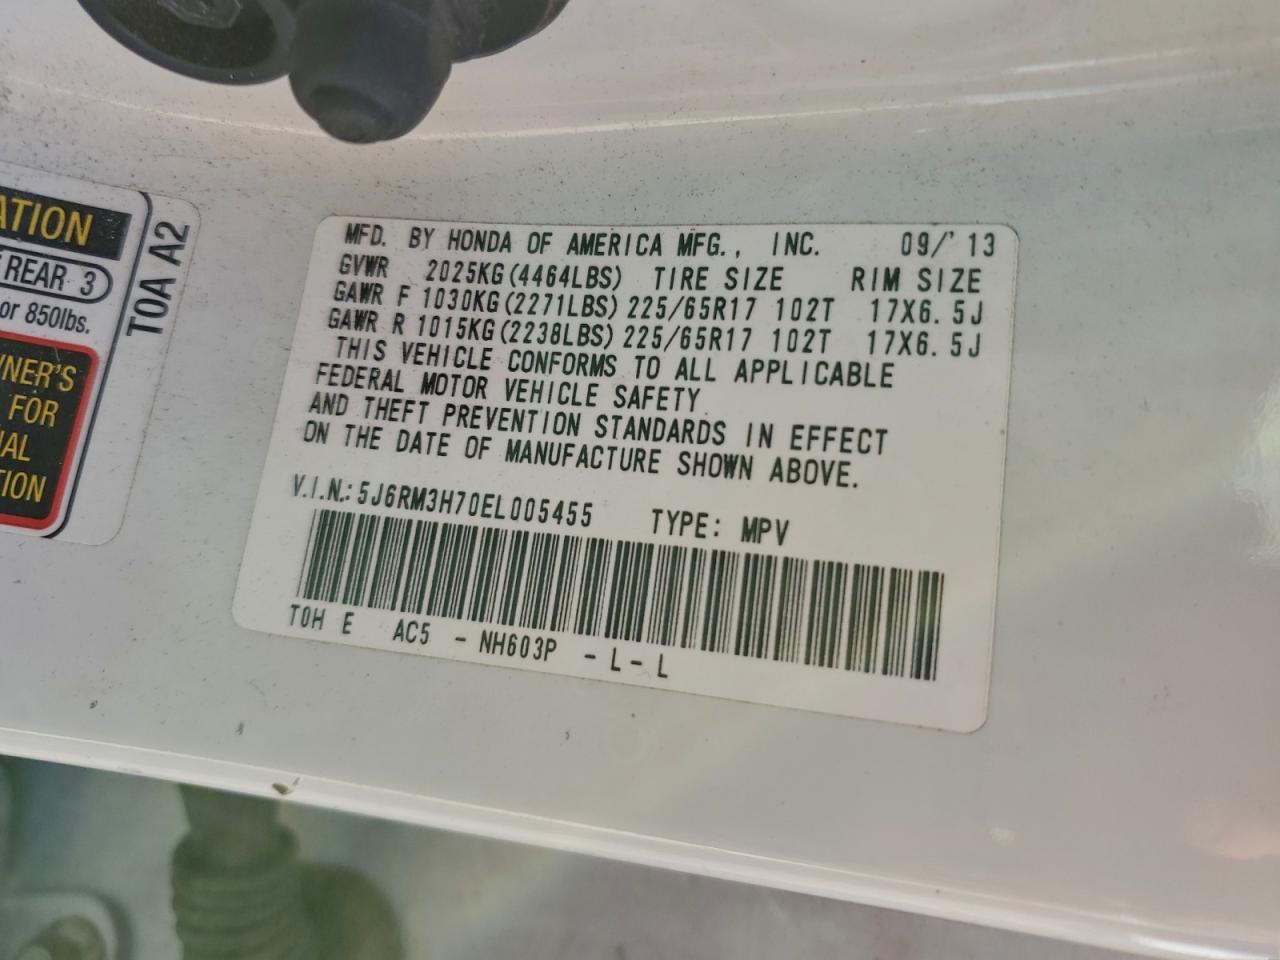 ATION
REAR 3
or 850lbs.
NER'S
FOR
IAL
ION
T0A A2
MFD. BY HONDA OF AMERICA MFG., INC. 09/'13
GVWR 2025KG(4464LBS) TIRE SIZE RIM SIZE
GAWR F 1030KG(2271LBS) 225/65R17 102T 17X6.5J
GAWR R 1015KG(2238LBS) 225/65R17 102T 17X6.5J
THIS VEHICLE CONFORMS TO ALL APPLICABLE
FEDERAL MOTOR VEHICLE SAFETY
AND THEFT PREVENTION STANDARDS IN EFFECT
ON THE DATE OF MANUFACTURE SHOWN ABOVE.
V.I.N.: 5J6RM3H70EL005455 TYPE: MPV
T0H E AC5 - NH603P - L - L